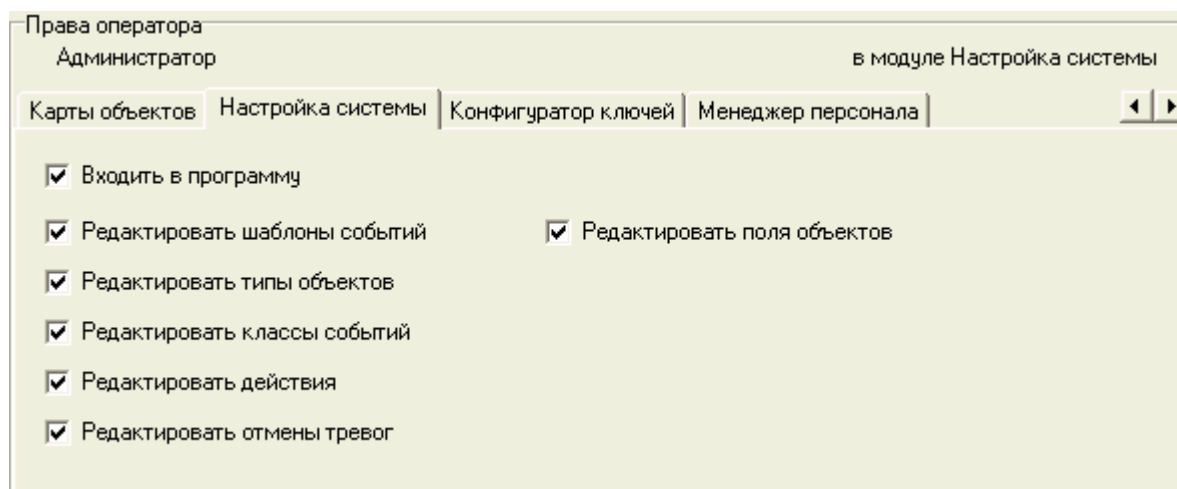 Права оператора
Администратор в модуле Настройка системы
Карты объектов Настройка системы Конфигуратор ключей Менеджер персонала
Входить в программу
Редактировать шаблоны событий Редактировать поля объектов
Редактировать типы объектов
Редактировать классы событий
Редактировать действия
Редактировать отмены тревог